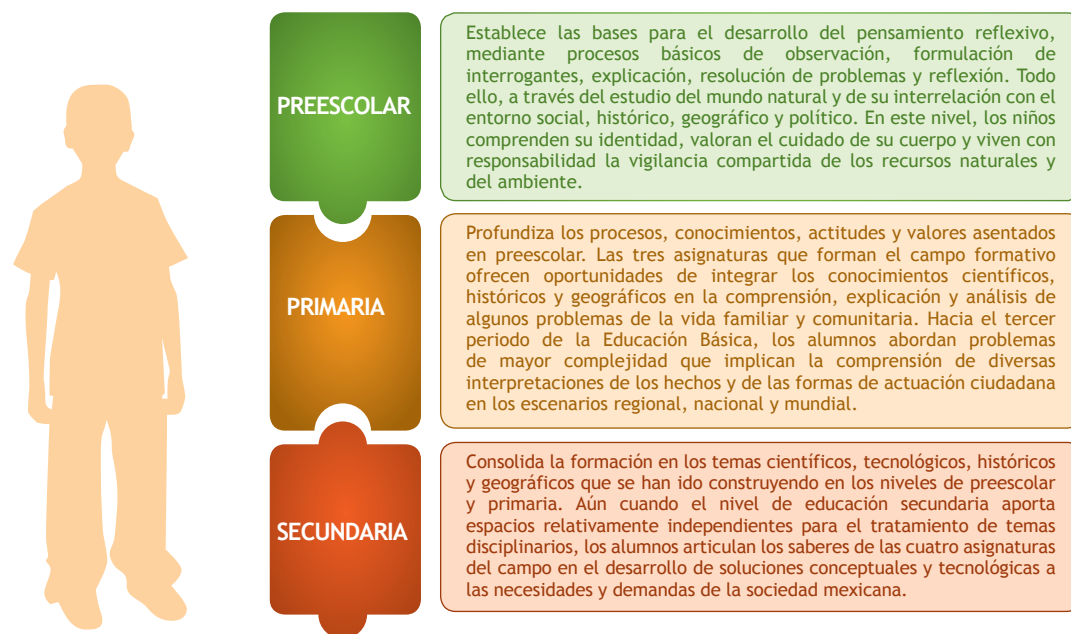 PREESCOLAR
Establece las bases para el desarrollo del pensamiento reflexivo,
mediante procesos básicos de observación, formulación de
interrogantes, explicación, resolución de problemas y reflexión. Todo
ello, a través del estudio del mundo natural y de su interrelación con el
entorno social, histórico, geográfico y político. En este nivel, los niños
comprenden su identidad, valoran el cuidado de su cuerpo y viven con
responsabilidad la vigilancia compartida de los recursos naturales y
del ambiente.
PRIMARIA
Profundiza los procesos, conocimientos, actitudes y valores asentados
en preescolar. Las tres asignaturas que forman el campo formativo
ofrecen oportunidades de integrar los conocimientos científicos,
históricos y geográficos en la comprensión, explicación y análisis de
algunos problemas de la vida familiar y comunitaria. Hacia el tercer
periodo de la Educación Básica, los alumnos abordan problemas
de mayor complejidad que implican la comprensión de diversas
interpretaciones de los hechos y de las formas de actuación ciudadana
en los escenarios regional, nacional y mundial.
SECUNDARIA
Consolida la formación en los temas científicos, tecnológicos, históricos
y geográficos que se han ido construyendo en los niveles de preescolar
y primaria. Aún cuando el nivel de educación secundaria aporta
espacios relativamente independientes para el tratamiento de temas
disciplinarios, los alumnos articulan los saberes de las cuatro asignaturas
del campo en el desarrollo de soluciones conceptuales y tecnológicas a
las necesidades y demandas de la sociedad mexicana.